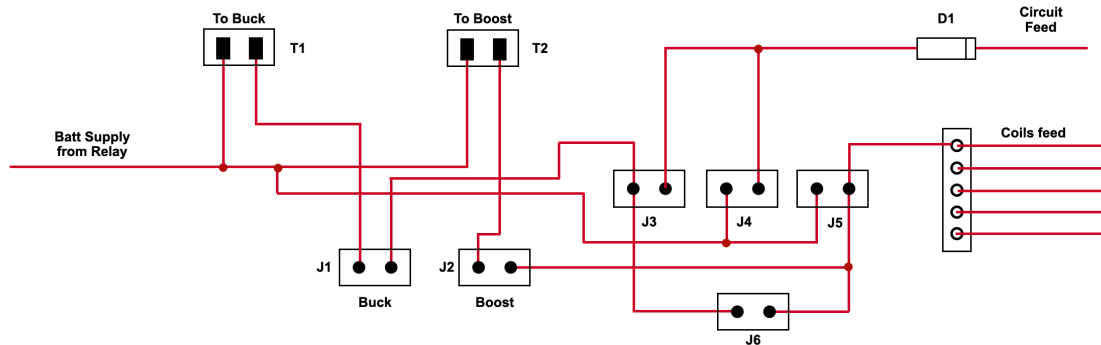 To Buck
T1
To Boost
T2
D1
Circuit
Feed
Batt Supply
from Relay
Coils feed
J3
J4
J5
J1
J2
Buck
Boost
J6